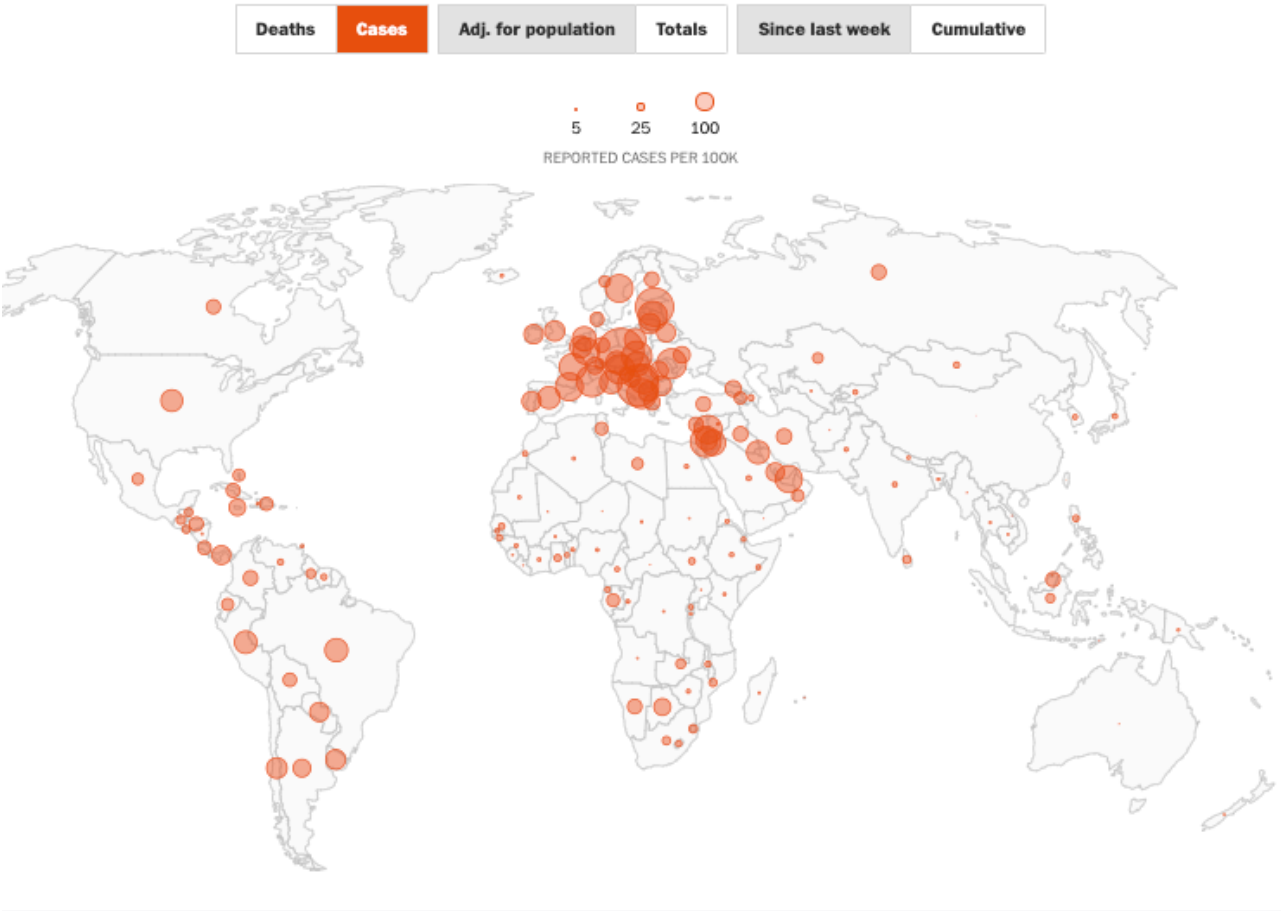 Deaths Cases Adj. for population Totals Since last week Cumulative
5 25 100
REPORTED CASES PER 100K